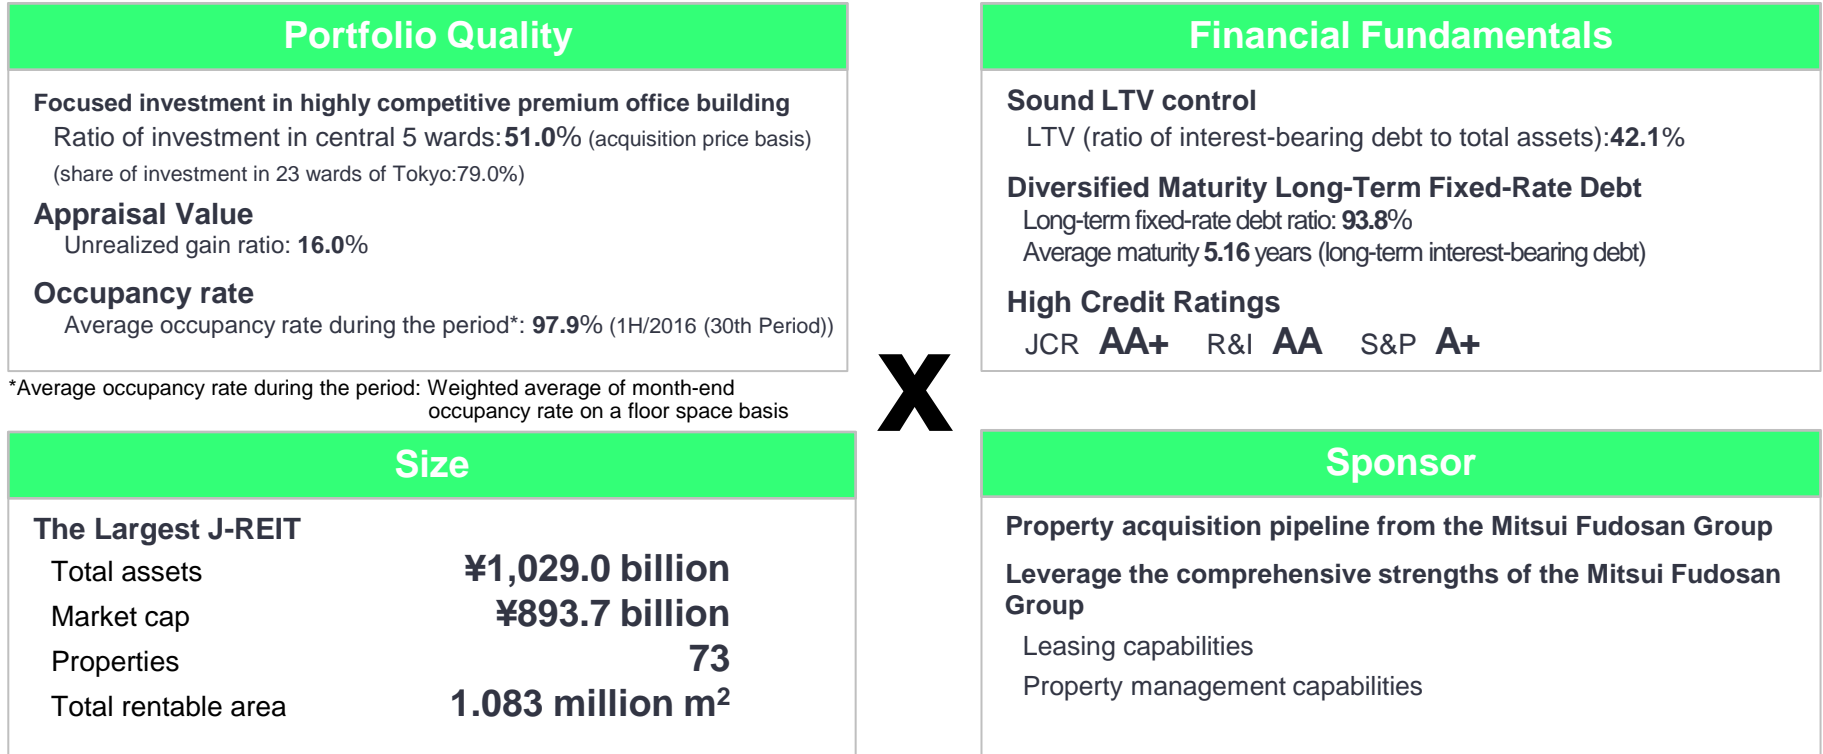 Portfolio Quality
Focused investment in highly competitive premium office building
Ratio of investment in central 5 wards:51.0% (acquisition price basis)
(share of investment in 23 wards of Tokyo:79.0%)
Appraisal Value
Unrealized gain ratio: 16.0%
Occupancy rate
Average occupancy rate during the period*: 97.9% (1H/2016 (30th Period))
*Average occupancy rate during the period: Weighted average of month-end
occupancy rate on a floor space basis
Financial Fundamentals
Sound LTV control
LTV (ratio of interest-bearing debt to total assets):42.1%
Diversified Maturity Long-Term Fixed-Rate Debt
Long-term fixed-rate debt ratio: 93.8%
Average maturity 5.16 years (long-term interest-bearing debt)
High Credit Ratings
JCR AA+ R&I AA S&P A+
x
Size
The Largest J-REIT
Total assets ¥1,029.0 billion
Market cap ¥893.7 billion
Properties 73
Total rentable area 1.083 million m²
Sponsor
Property acquisition pipeline from the Mitsui Fudosan Group
Leverage the comprehensive strengths of the Mitsui Fudosan
Group
Leasing capabilities
Property management capabilities